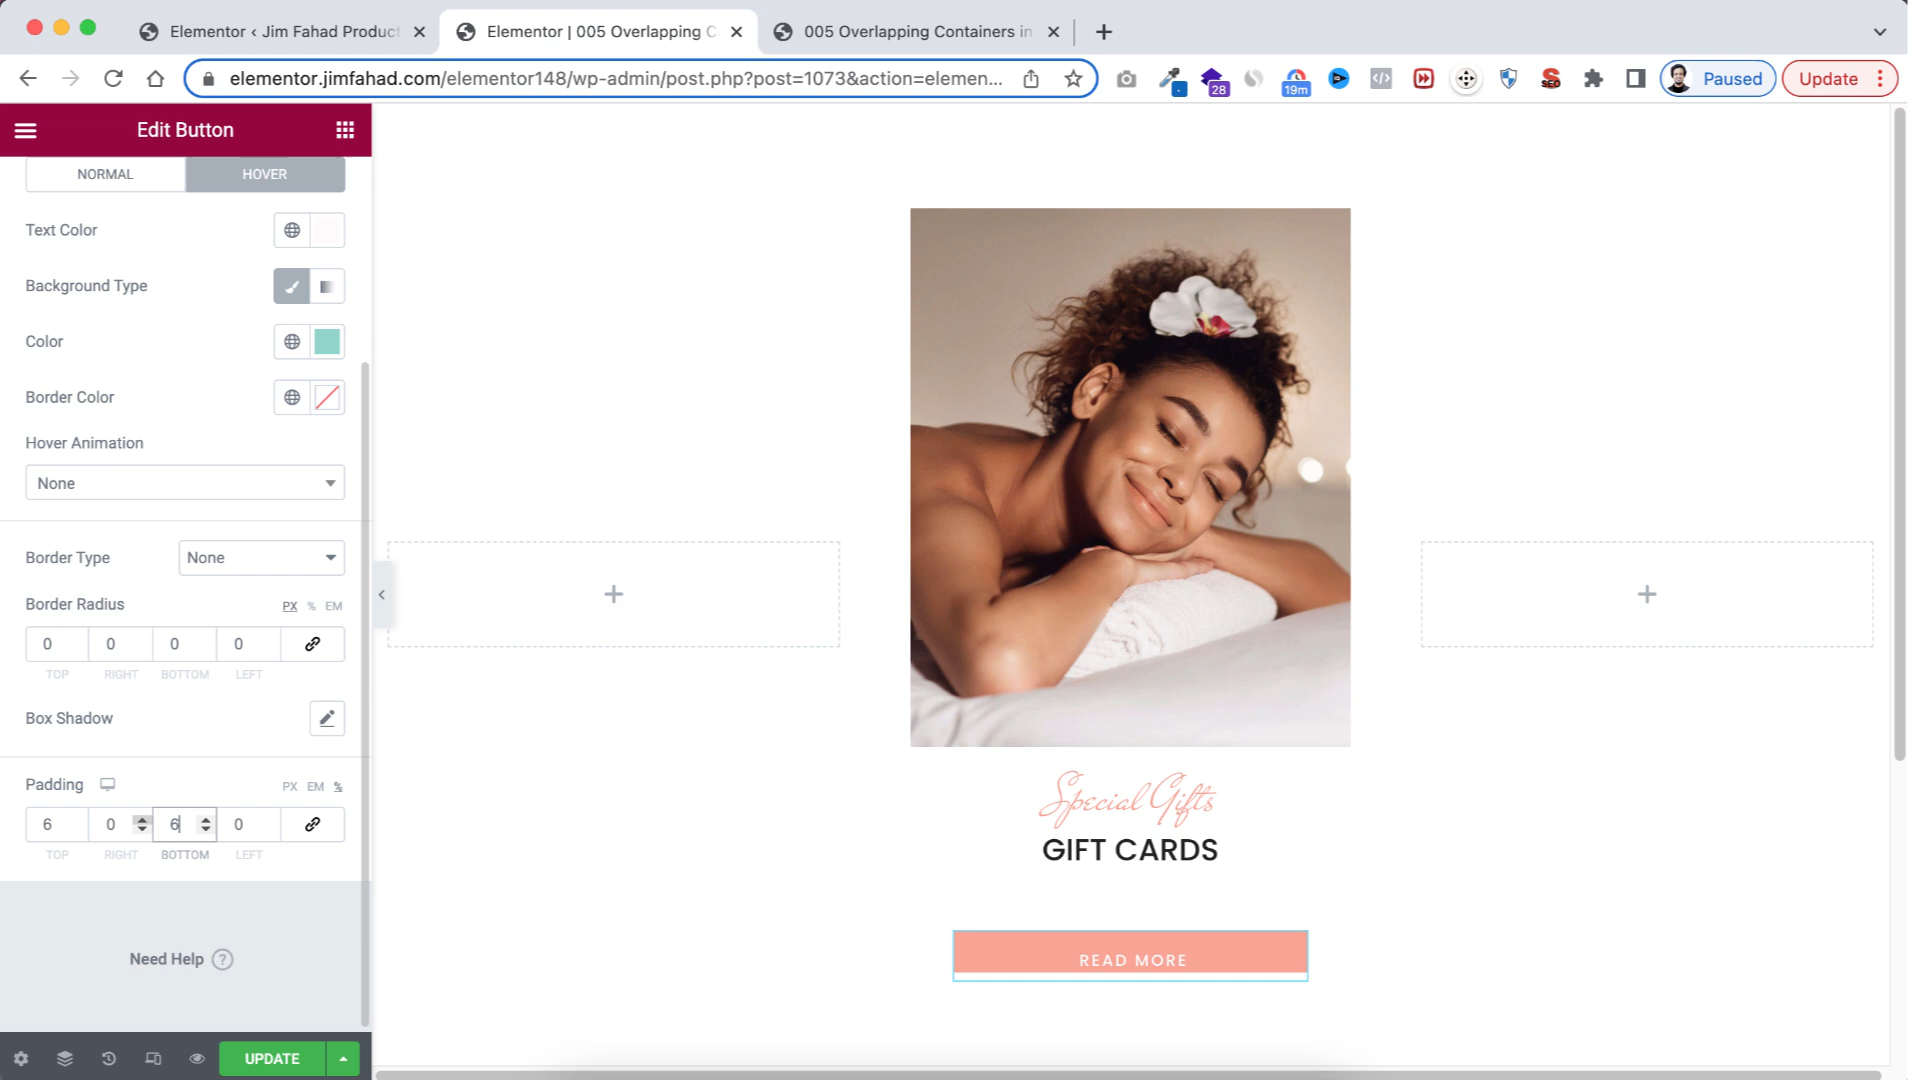 Elementor ‹ Jim Fahad Product
Elementor | 005 Overlapping C
005 Overlapping Containers in
elementor.jimfahad.com/elementor148/wp-admin/post.php?post=1073&action=elemen...
28
19m
SEO
Paused
Update
Edit Button
NORMAL
HOVER
Text Color
Background Type
Color
Border Color
Hover Animation
None
Border Type
None
Border Radius
PX % EM
0 0 0 0
TOP RIGHT BOTTOM LEFT
Box Shadow
Padding
PX EM %
6 0 6 0
TOP RIGHT BOTTOM LEFT
Need Help ?
UPDATE
Special Gifts
GIFT CARDS
READ MORE